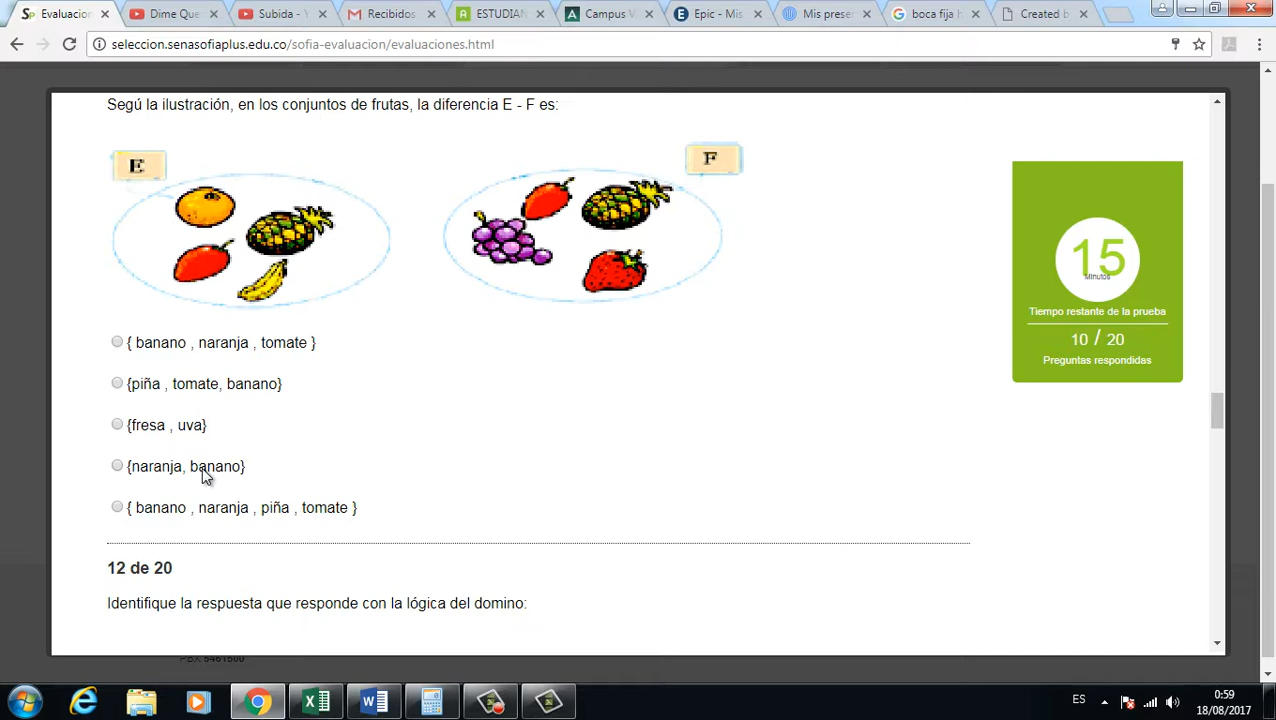 Evaluacion
Dime Que
Subida - Y
Recibidos
ESTUDIAN
Campus V
Epic - Mis
Mis presen
boca fija h
Created b
seleccion.senasofiaplus.edu.co/sofia-evaluacion/evaluaciones.html
Segú la ilustración, en los conjuntos de frutas, la diferencia E - F es:
E
F
{ banano , naranja , tomate }
{piña , tomate, banano}
{fresa , uva}
{naranja, banano}
{ banano , naranja , piña , tomate }
12 de 20
Identifique la respuesta que responde con la lógica del domino:
15
Minutos
Tiempo restante de la prueba
10 / 20
Preguntas respondidas
PBX 5461500
ES
0:59
18/08/2017